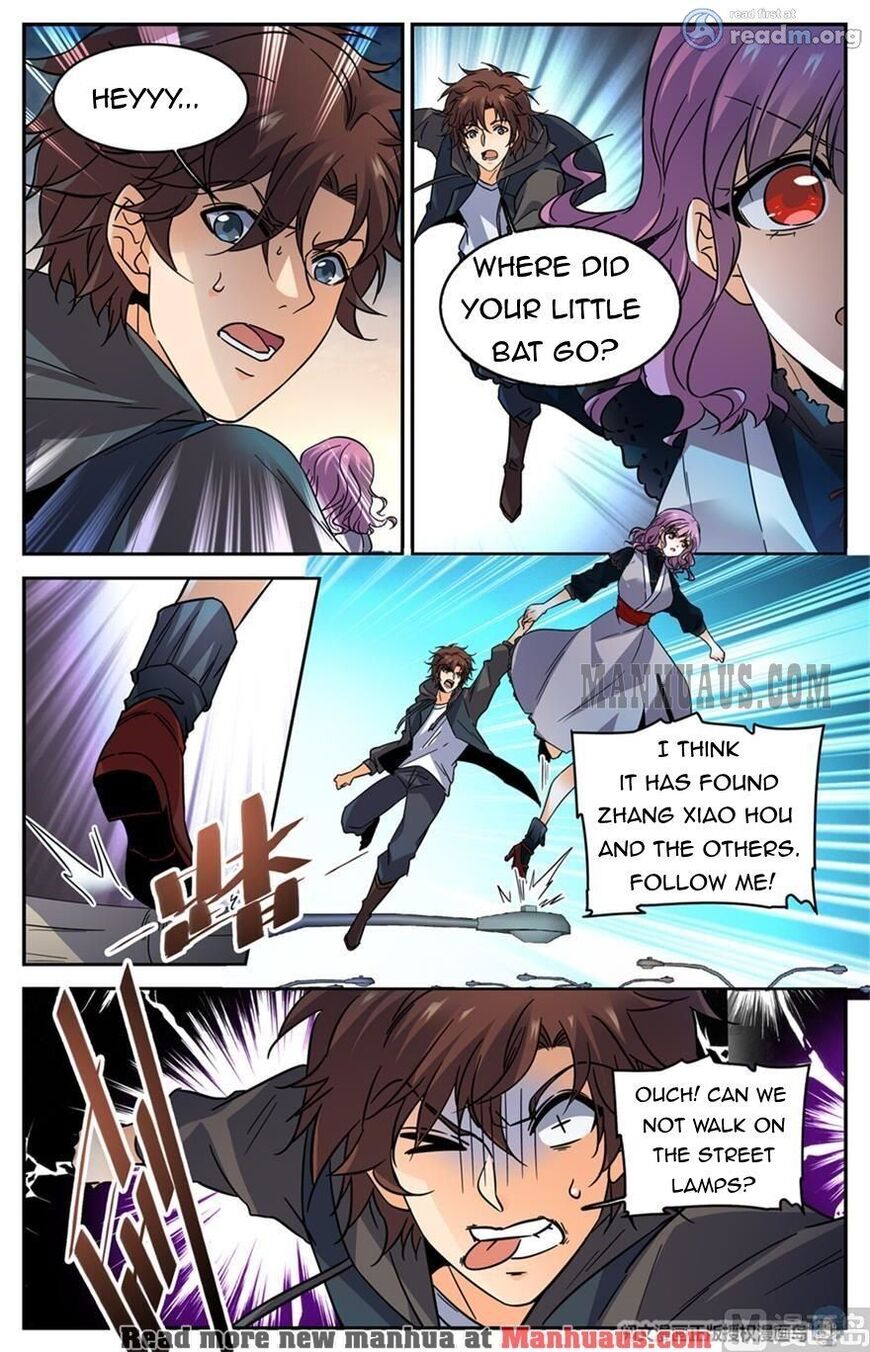 read first at
readm.org
HEYYY...
WHERE DID
YOUR LITTLE
BAT GO?
MANHUAUS.COM
I THINK
IT HAS FOUND
ZHANG XIAO HOU
AND THE OTHERS.
FOLLOW ME!
OUCH! CAN WE
NOT WALK ON
THE STREET
LAMPS?
Read more manhua at Manhuaus.com